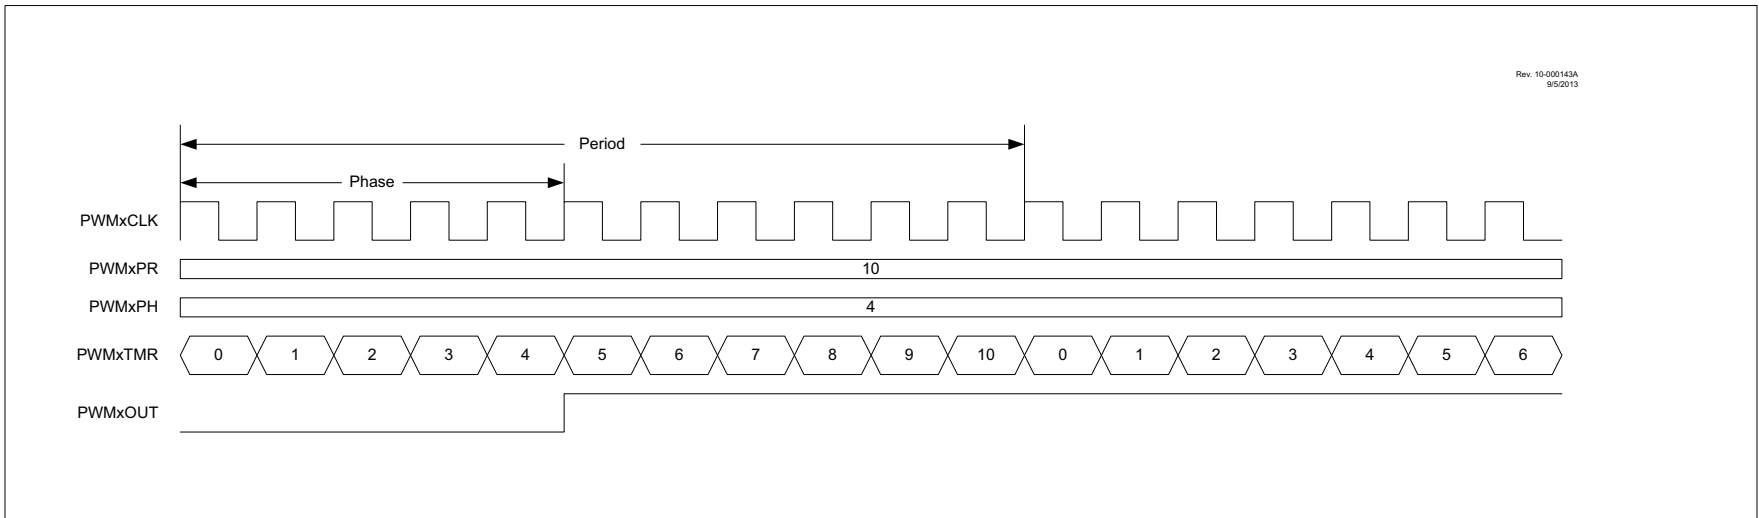 Rev. 10-000143A
9/5/2013
Period
Phase
PWMxCLK
PWMxPR
10
PWMxPH
4
PWMxTMR
0 1 2 3 4 5 6 7 8 9 10 0 1 2 3 4 5 6
PWMxOUT